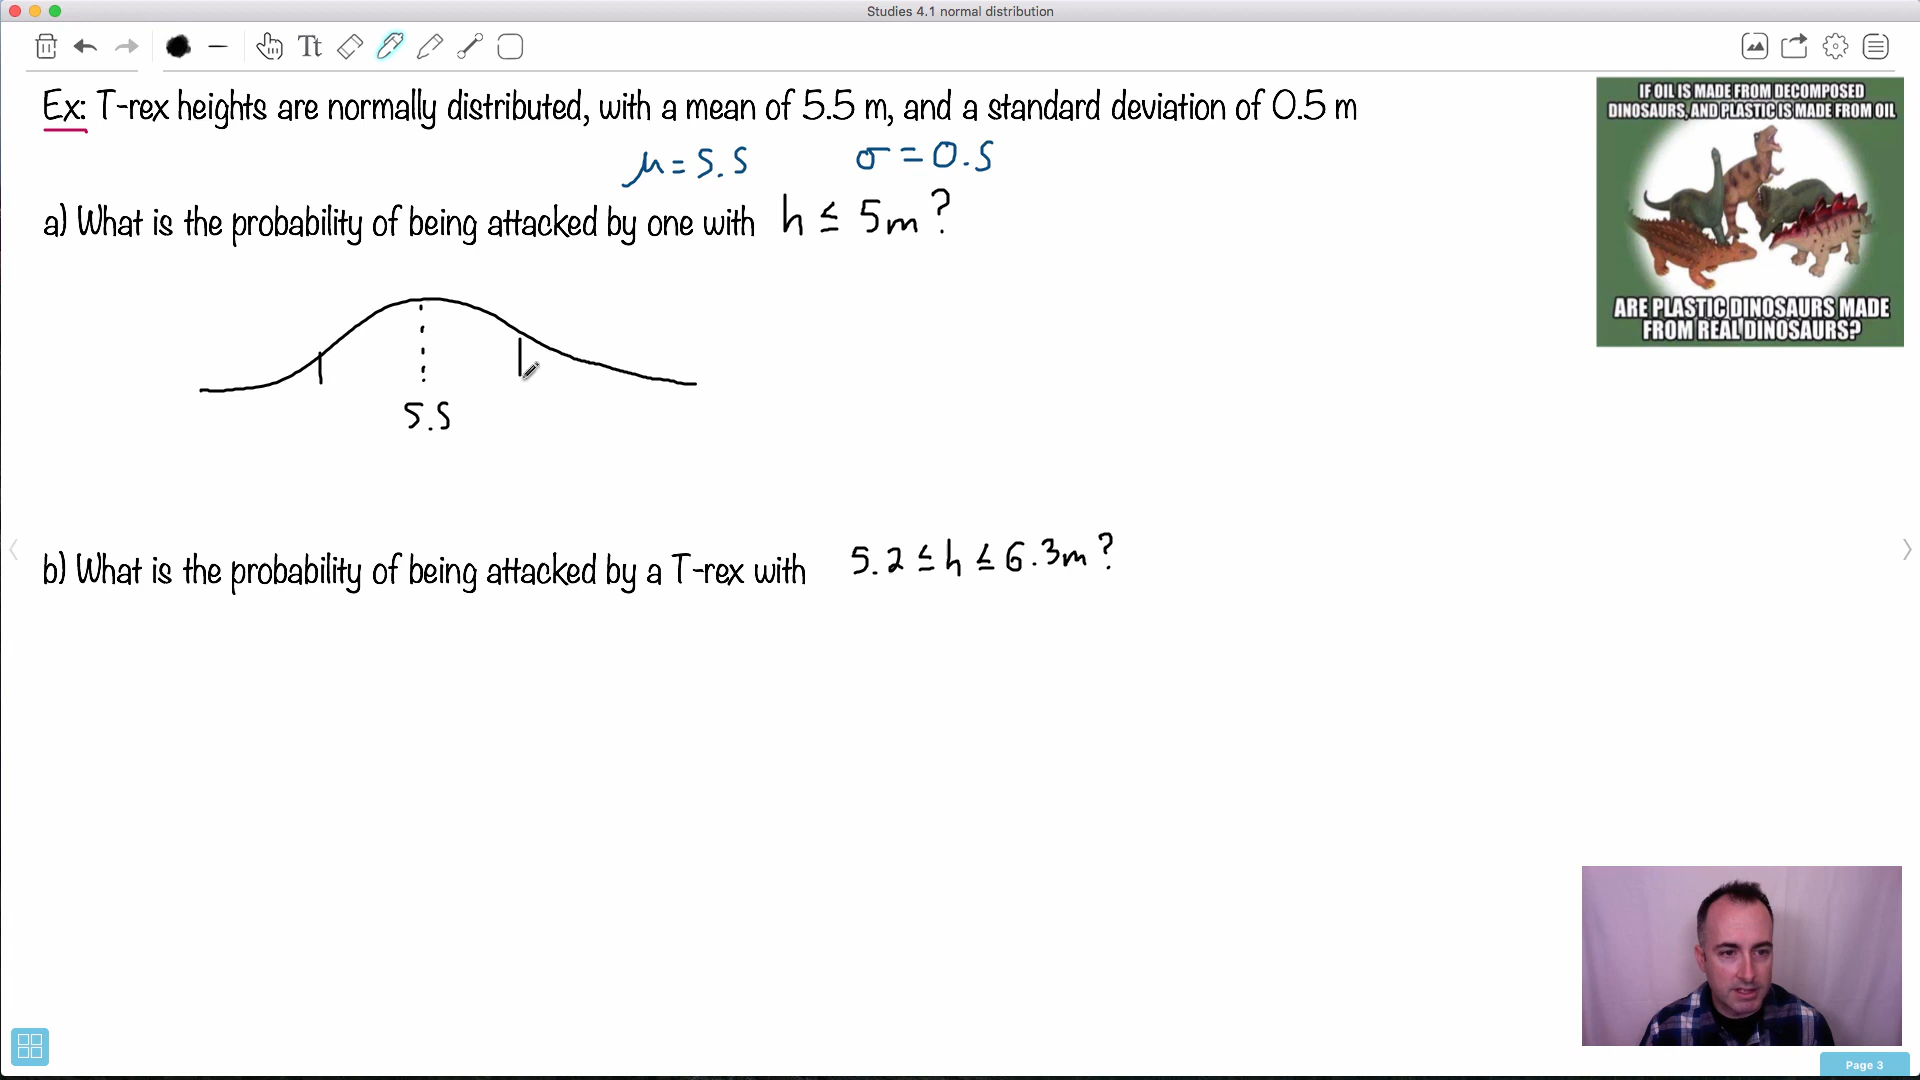 Studies 4.1 normal distribution
Tt
Ex: T-rex heights are normally distributed, with a mean of 5.5 m, and a standard deviation of 0.5 m
μ = 5.5 σ = 0.5
a) What is the probability of being attacked by one with h ≤ 5m?
5.5
b) What is the probability of being attacked by a T-rex with 5.2 ≤ h ≤ 6.3m?
IF OIL IS MADE FROM DECOMPOSED
DINOSAURS, AND PLASTIC IS MADE FROM OIL
ARE PLASTIC DINOSAURS MADE
FROM REAL DINOSAURS?
Page 3